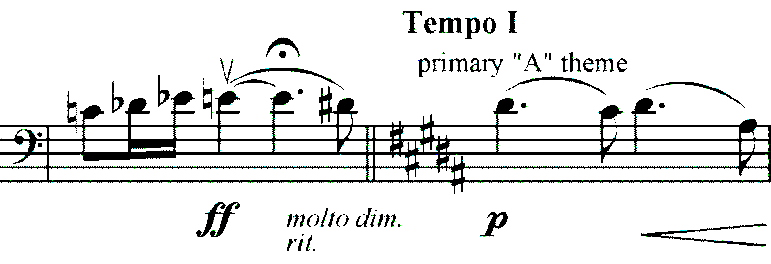 Tempo I
primary "A" theme
ff
molto dim.
p
rit.